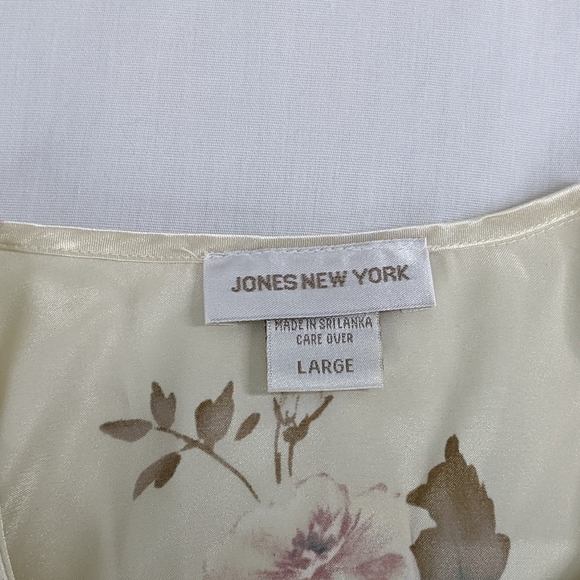 JONES NEW YORK
MADE IN SRI LANKA
CARE OVER
LARGE